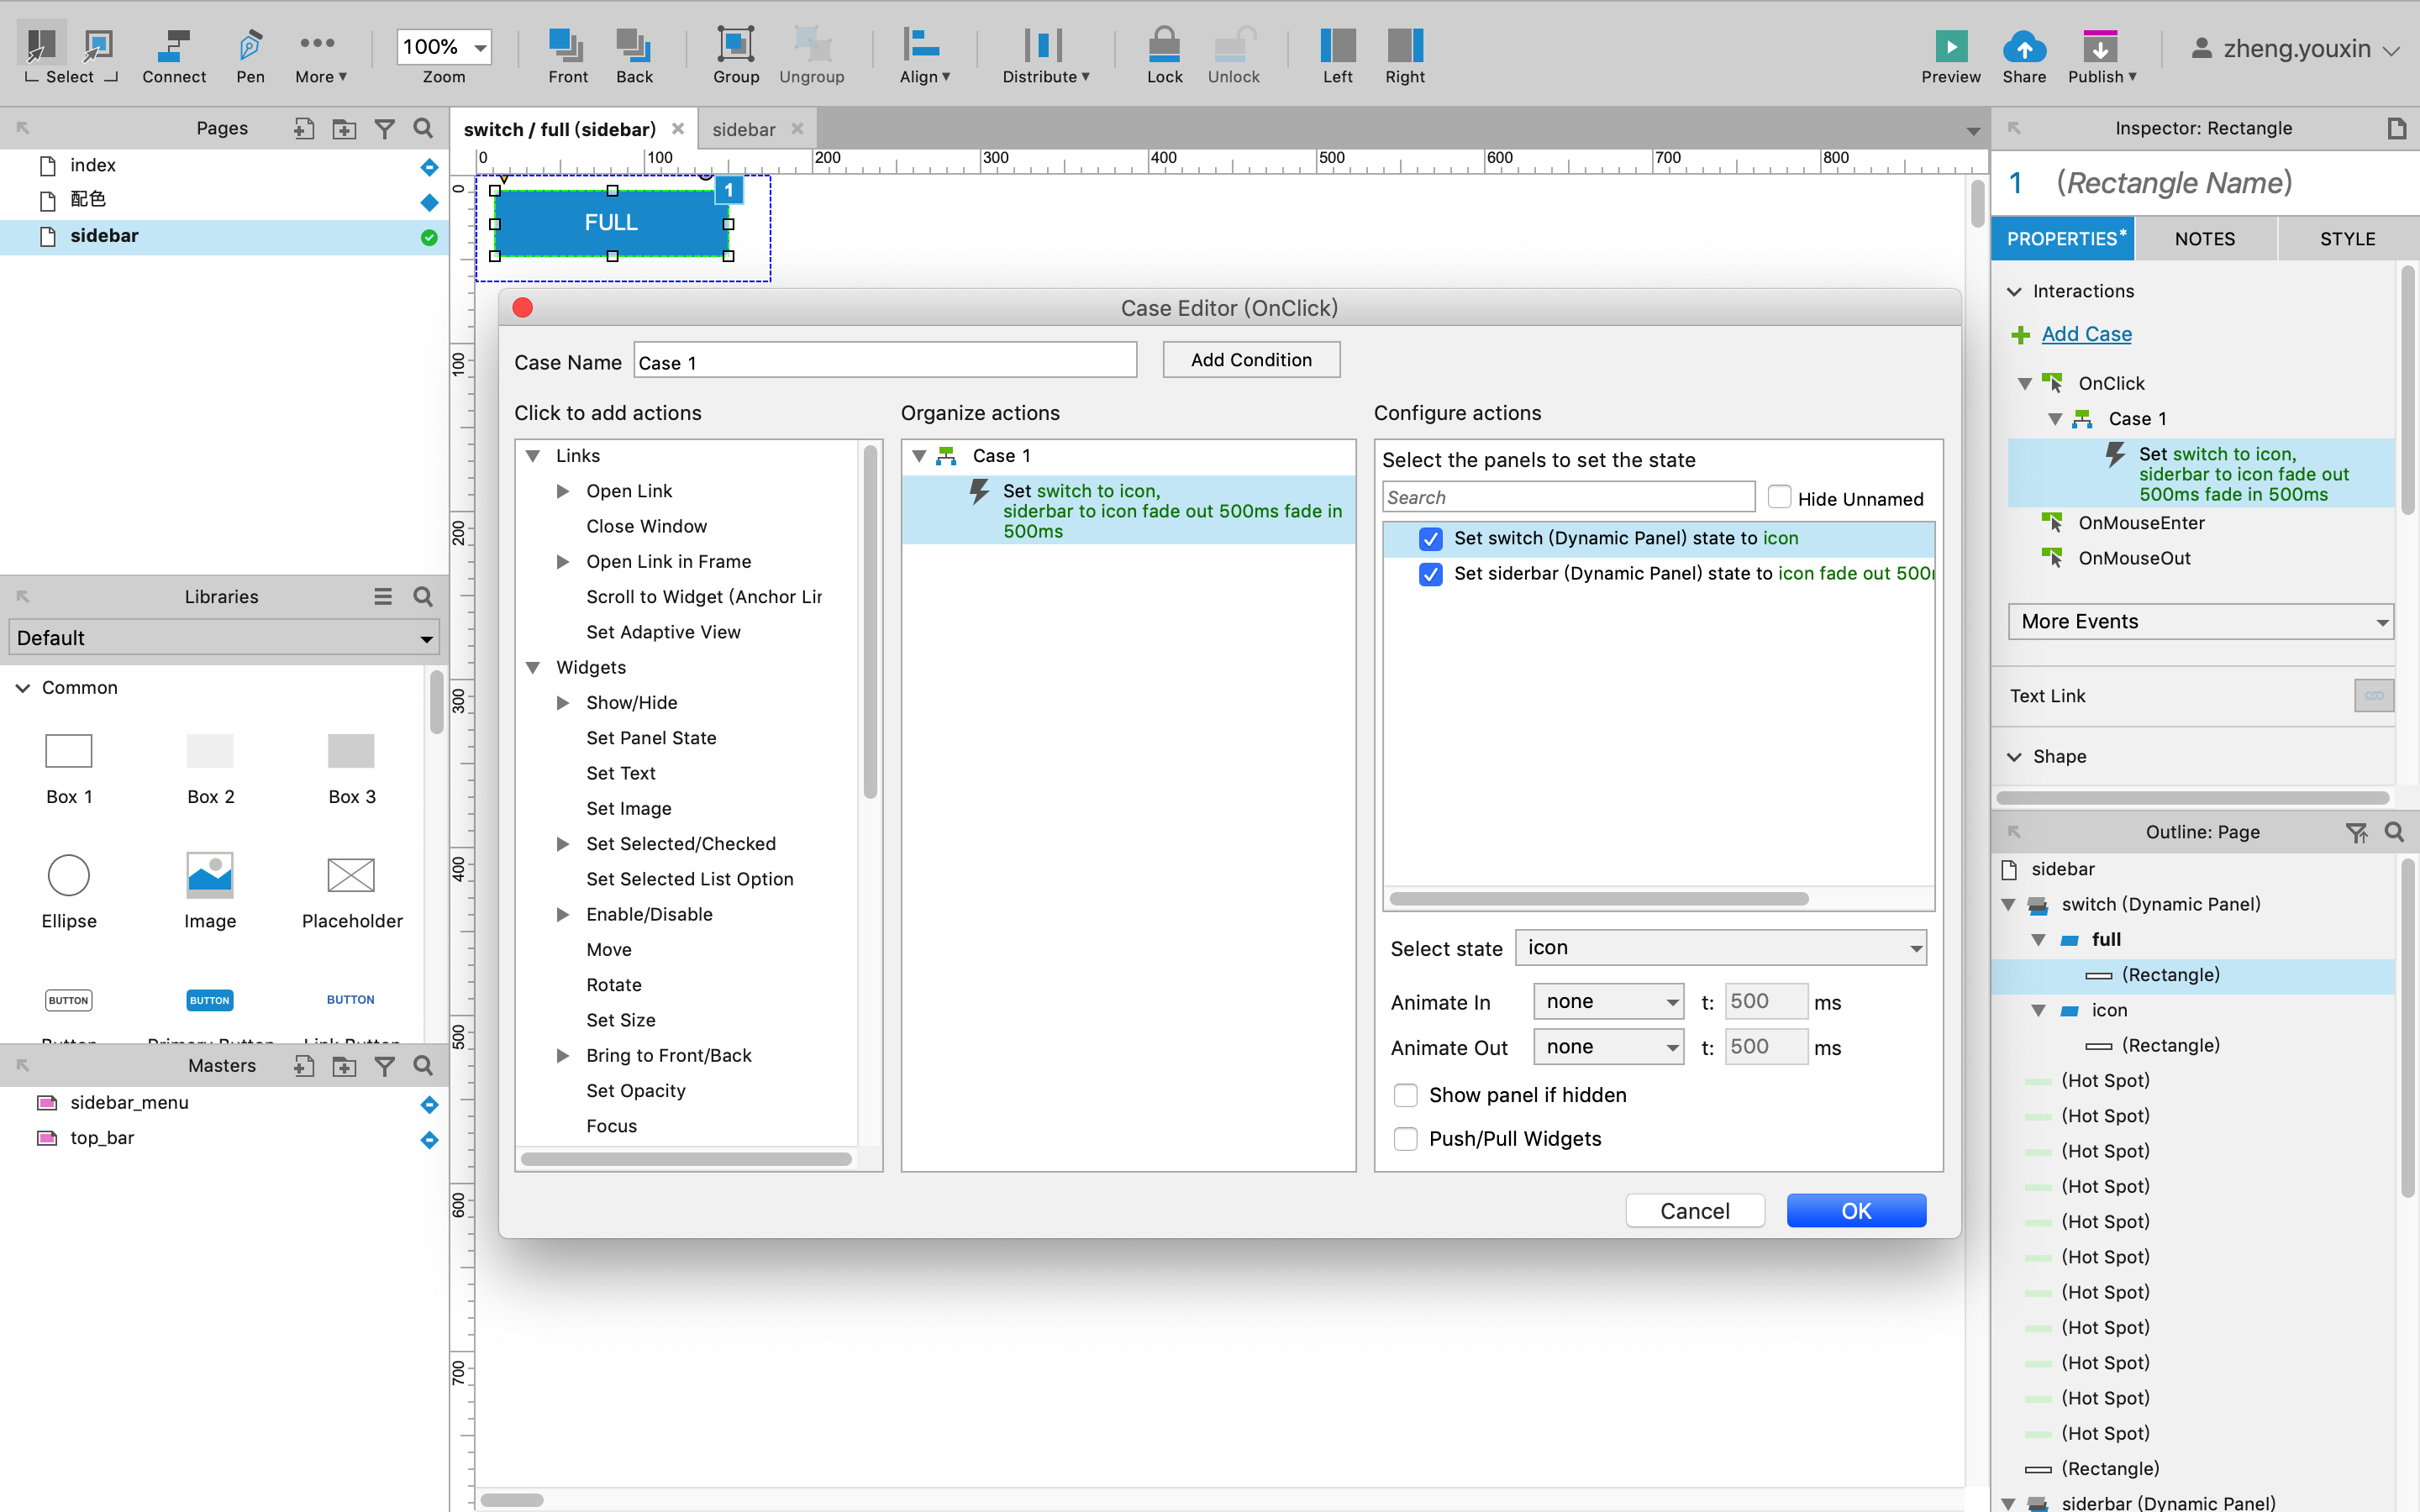 Select
Connect
Pen
More ▾
100%
Zoom
Front
Back
Group
Ungroup
Align ▾
Distribute ▾
Lock
Unlock
Left
Right
Preview
Share
Publish ▾
zheng.youxin
Pages
index
配色
sidebar
switch / full (sidebar)
sidebar
0
100
200
300
400
500
600
700
800
0
100
200
300
400
500
600
700
FULL
1
Libraries
Default
Common
Box 1
Box 2
Box 3
Ellipse
Image
Placeholder
BUTTON
BUTTON
BUTTON
Button
Primary Button
Link Button
Masters
sidebar_menu
top_bar
Case Editor (OnClick)
Case Name
Case 1
Add Condition
Click to add actions
Links
Open Link
Close Window
Open Link in Frame
Scroll to Widget (Anchor Lir
Set Adaptive View
Widgets
Show/Hide
Set Panel State
Set Text
Set Image
Set Selected/Checked
Set Selected List Option
Enable/Disable
Move
Rotate
Set Size
Bring to Front/Back
Set Opacity
Focus
Organize actions
Case 1
Set switch to icon,
siderbar to icon fade out 500ms fade in
500ms
Configure actions
Select the panels to set the state
Search
Hide Unnamed
Set switch (Dynamic Panel) state to icon
Set siderbar (Dynamic Panel) state to icon fade out 500
Select state
icon
Animate In
none
t:
500
ms
Animate Out
none
t:
500
ms
Show panel if hidden
Push/Pull Widgets
Cancel
OK
Inspector: Rectangle
1
(Rectangle Name)
PROPERTIES*
NOTES
STYLE
Interactions
Add Case
OnClick
Case 1
Set switch to icon,
siderbar to icon fade out
500ms fade in 500ms
OnMouseEnter
OnMouseOut
More Events
Text Link
Shape
Outline: Page
sidebar
switch (Dynamic Panel)
full
(Rectangle)
icon
(Rectangle)
(Hot Spot)
(Hot Spot)
(Hot Spot)
(Hot Spot)
(Hot Spot)
(Hot Spot)
(Hot Spot)
(Hot Spot)
(Hot Spot)
(Hot Spot)
(Hot Spot)
(Rectangle)
siderbar (Dynamic Panel)